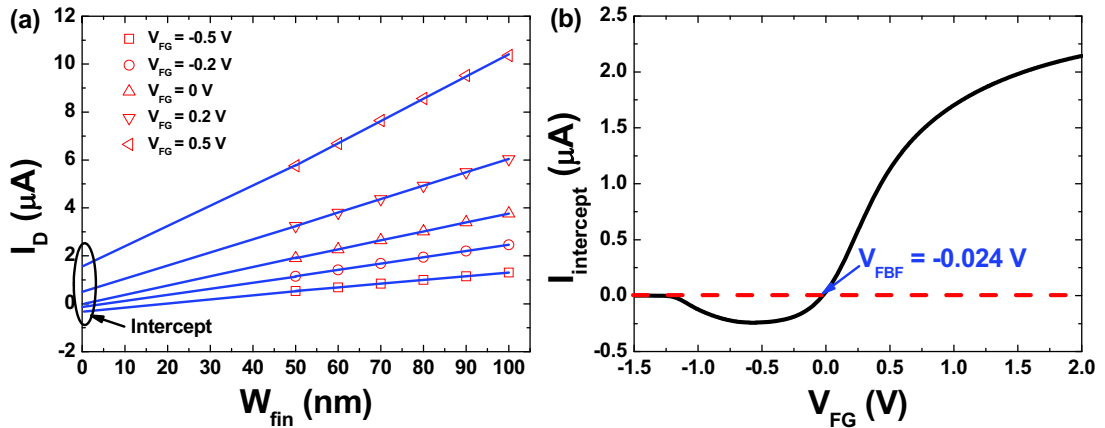 (a)
V_FG = -0.5 V
V_FG = -0.2 V
V_FG = 0 V
V_FG = 0.2 V
V_FG = 0.5 V
10
8
6
4
2
0
-2
I_D (μA)
Intercept
0 10 20 30 40 50 60 70 80 90 100
W_fin (nm)
(b)
2.5
2.0
1.5
1.0
0.5
0.0
-0.5
I_intercept (μA)
V_FBF = -0.024 V
-1.5 -1.0 -0.5 0.0 0.5 1.0 1.5 2.0
V_FG (V)